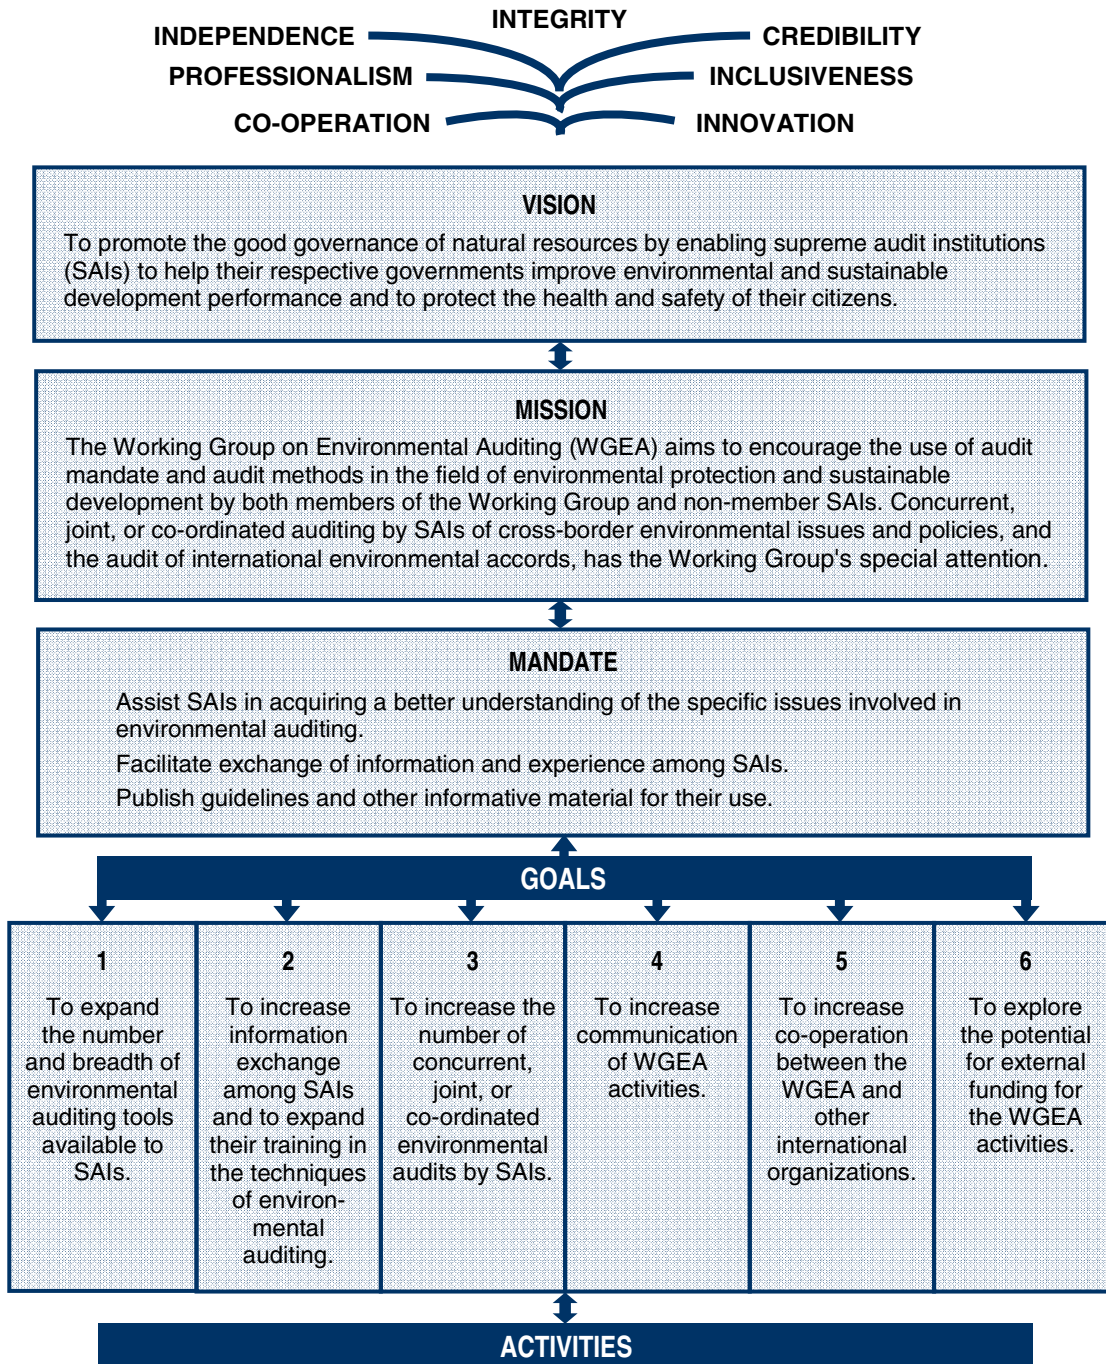 INTEGRITY
INDEPENDENCE
CREDIBILITY
PROFESSIONALISM
INCLUSIVENESS
CO-OPERATION
INNOVATION
VISION
To promote the good governance of natural resources by enabling supreme audit institutions
(SAIs) to help their respective governments improve environmental and sustainable
development performance and to protect the health and safety of their citizens.
MISSION
The Working Group on Environmental Auditing (WGEA) aims to encourage the use of audit
mandate and audit methods in the field of environmental protection and sustainable
development by both members of the Working Group and non-member SAIs. Concurrent,
joint, or co-ordinated auditing by SAIs of cross-border environmental issues and policies, and
the audit of international environmental accords, has the Working Group's special attention.
MANDATE
Assist SAIs in acquiring a better understanding of the specific issues involved in
environmental auditing.
Facilitate exchange of information and experience among SAIs.
Publish guidelines and other informative material for their use.
GOALS
1
To expand
the number
and breadth of
environmental
auditing tools
available to
SAIs.
2
To increase
information
exchange
among SAIs
and to expand
their training in
the techniques
of environ-
mental
auditing.
3
To increase the
number of
concurrent,
joint, or
co-ordinated
environmental
audits by SAIs.
4
To increase
communication
of WGEA
activities.
5
To increase
co-operation
between the
WGEA and
other
international
organizations.
6
To explore
the potential
for external
funding for
the WGEA
activities.
ACTIVITIES